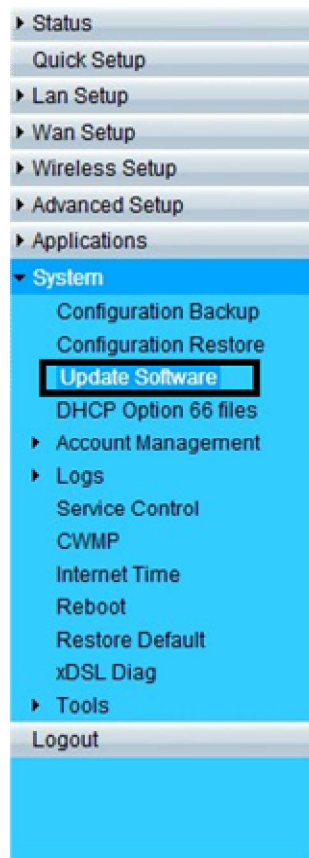 Status
Quick Setup
Lan Setup
Wan Setup
Wireless Setup
Advanced Setup
Applications
System
Configuration Backup
Configuration Restore
Update Software
DHCP Option 66 files
Account Management
Logs
Service Control
CWMP
Internet Time
Reboot
Restore Default
xDSL Diag
Tools
Logout